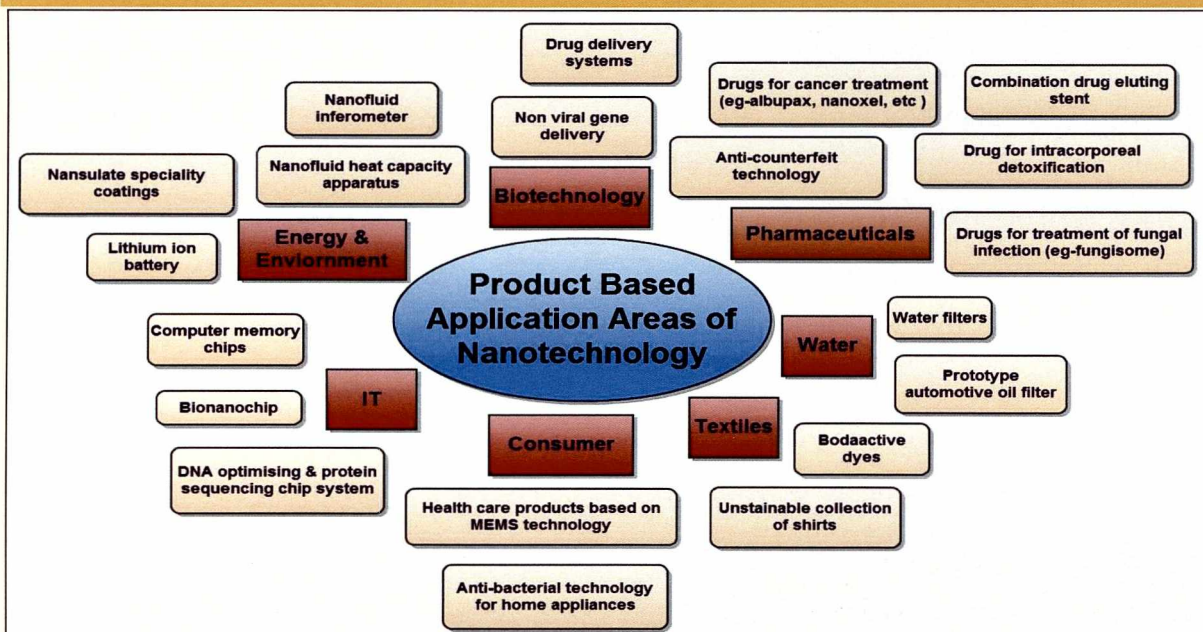 Drug delivery
systems
Non viral gene
delivery
Biotechnology
Drugs for cancer treatment
(eg-albupax, nanoxel, etc )
Combination drug eluting
stent
Anti-counterfeit
technology
Drug for intracorporeal
detoxification
Pharmaceuticals
Drugs for treatment of fungal
infection (eg-fungisome)
Nanofluid
inferometer
Nanofluid heat capacity
apparatus
Nansulate speciality
coatings
Energy &
Enviornment
Lithium ion
battery
Product Based
Application Areas of
Nanotechnology
Water
Water filters
Prototype
automotive oil filter
Computer memory
chips
IT
Bionanochip
DNA optimising & protein
sequencing chip system
Consumer
Health care products based on
MEMS technology
Anti-bacterial technology
for home appliances
Textiles
Bodaactive
dyes
Unstainable collection
of shirts